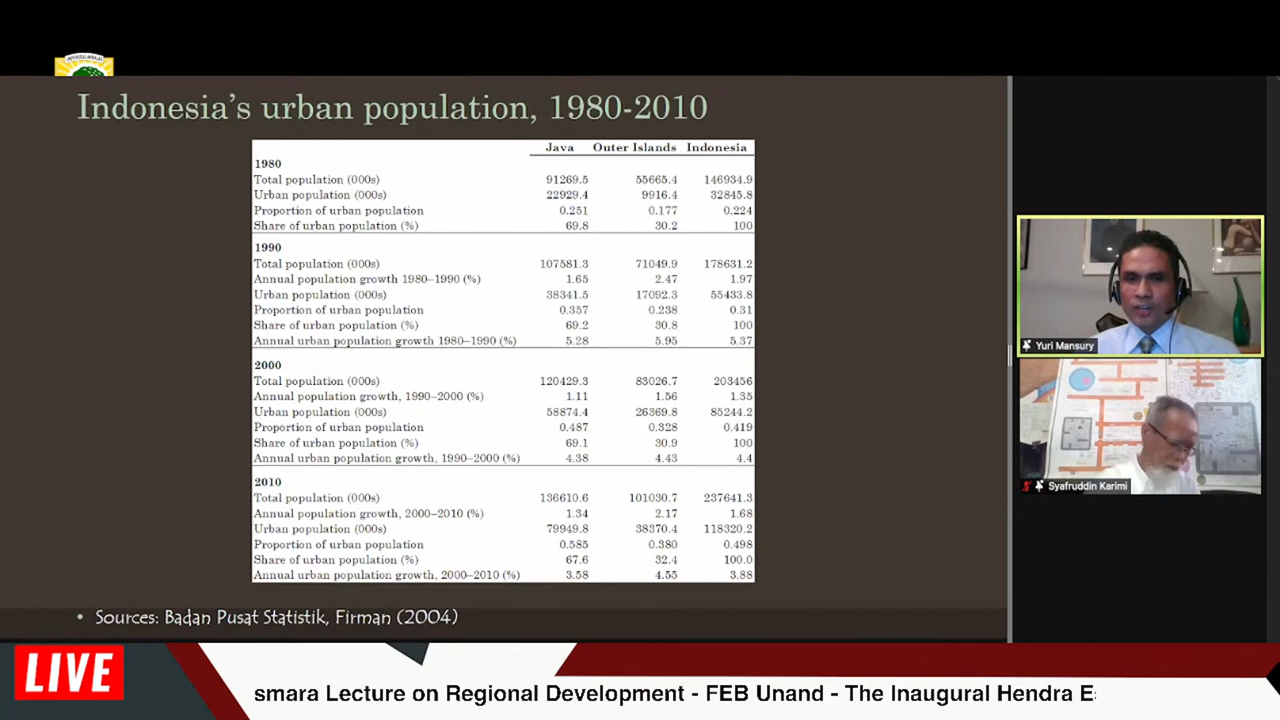 Indonesia's urban population, 1980-2010
Java Outer Islands Indonesia
1980
Total population (000s) 91269.5 55665.4 146934.9
Urban population (000s) 22929.4 9916.4 32845.8
Proportion of urban population 0.251 0.177 0.224
Share of urban population (%) 69.8 30.2 100
1990
Total population (000s) 107581.3 71049.9 178631.2
Annual population growth 1980–1990 (%) 1.65 2.47 1.97
Urban population (000s) 38341.5 17092.3 55433.8
Proportion of urban population 0.357 0.238 0.31
Share of urban population (%) 69.2 30.8 100
Annual urban population growth 1980–1990 (%) 5.28 5.95 5.37
2000
Total population (000s) 120429.3 83026.7 203456
Annual population growth, 1990–2000 (%) 1.11 1.56 1.35
Urban population (000s) 58874.4 26369.8 85244.2
Proportion of urban population 0.487 0.328 0.419
Share of urban population (%) 69.1 30.9 100
Annual urban population growth, 1990–2000 (%) 4.38 4.43 4.4
2010
Total population (000s) 136610.6 101030.7 237641.3
Annual population growth, 2000–2010 (%) 1.34 2.17 1.68
Urban population (000s) 79949.8 38370.4 118320.2
Proportion of urban population 0.585 0.380 0.498
Share of urban population (%) 67.6 32.4 100.0
Annual urban population growth, 2000–2010 (%) 3.58 4.55 3.88
• Sources: Badan Pusat Statistik, Firman (2004)
Yuri Mansury
Syafruddin Karimi
LIVE
smara Lecture on Regional Development - FEB Unand - The Inaugural Hendra Es